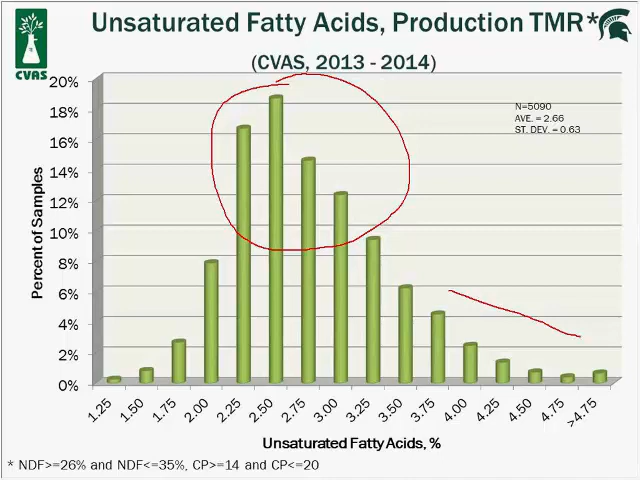 Unsaturated Fatty Acids, Production TMR*
(CVAS, 2013 - 2014)
CVAS
N=5090
AVE. = 2.66
ST. DEV. = 0.63
Percent of Samples
20%
18%
16%
14%
12%
10%
8%
6%
4%
2%
0%
1.25 1.50 1.75 2.00 2.25 2.50 2.75 3.00 3.25 3.50 3.75 4.00 4.25 4.50 4.75 >4.75
Unsaturated Fatty Acids, %
* NDF>=26% and NDF<=35%, CP>=14 and CP<=20